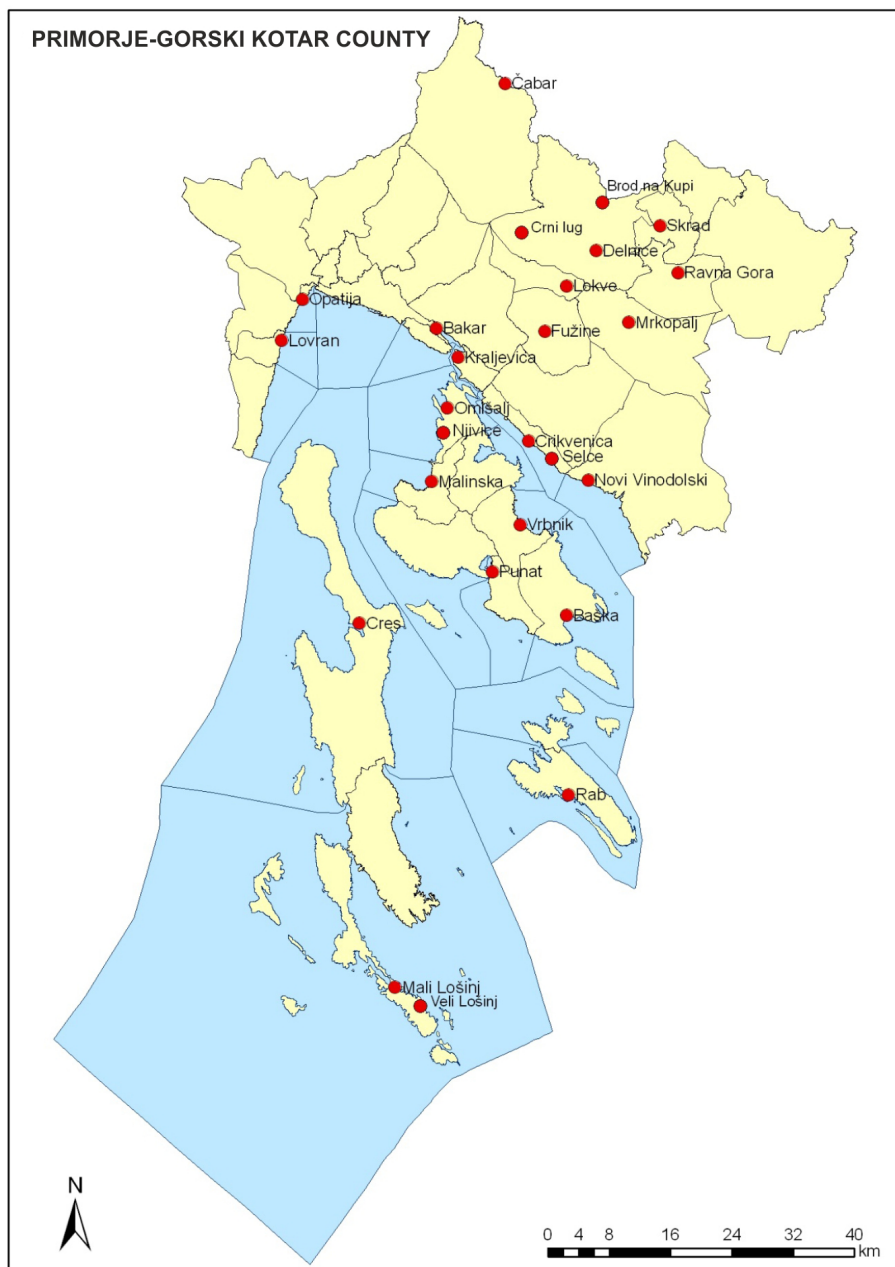 PRIMORJE-GORSKI KOTAR COUNTY
Čabar
Brod na Kupi
Skrad
Crni lug
Delnice
Ravna Gora
Lokve
Opatija
Mrkopalj
Bakar
Fužine
Lovran
Kraljevica
Omišalj
Njivice
Crikvenica
Selce
Malinska
Novi Vinodolski
Vrbnik
Punat
Baška
Cres
Rab
Mali Lošinj
Veli Lošinj
N
0 4 8 16 24 32 40
km